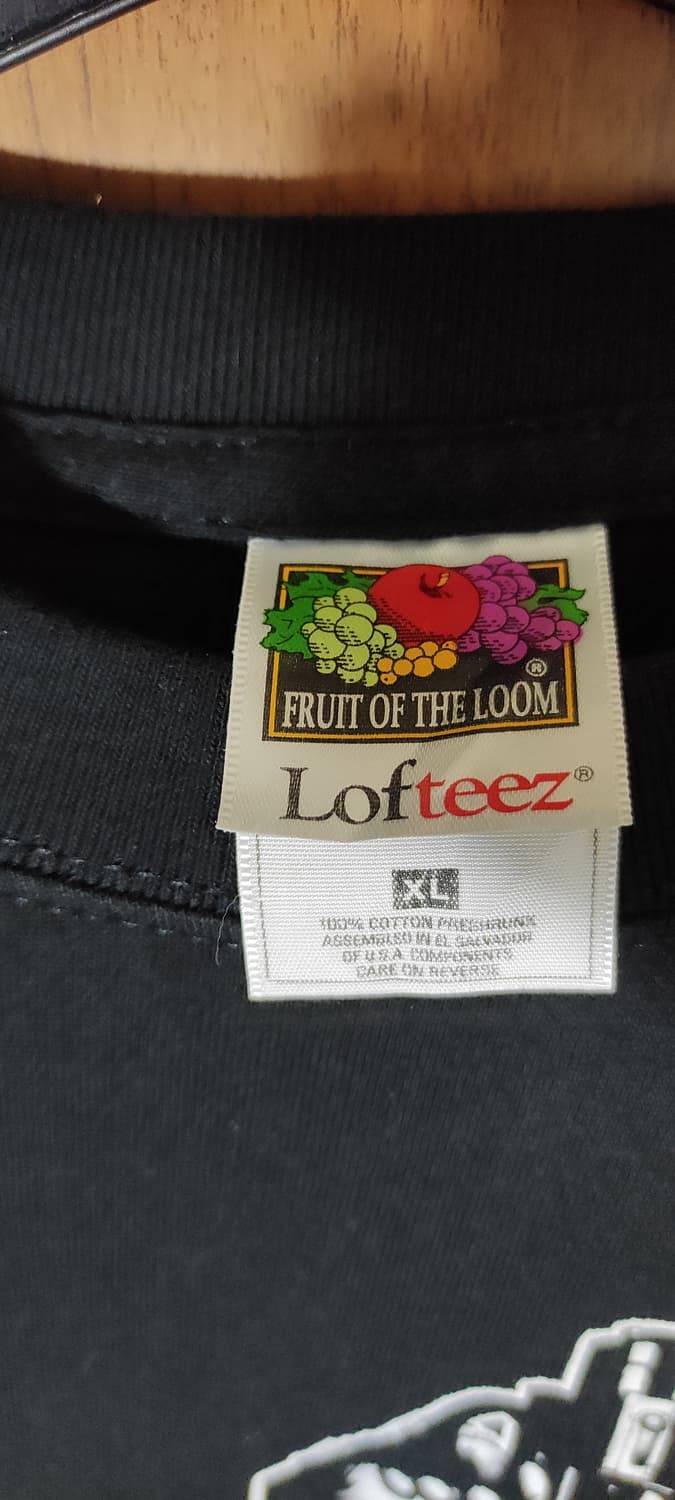 ®
FRUIT OF THE LOOM
Lofteez®
XL
100% COTTON PRESHRUNK
ASSEMBLED IN EL SALVADOR
OF U.S.A. COMPONENTS
CARE ON REVERSE